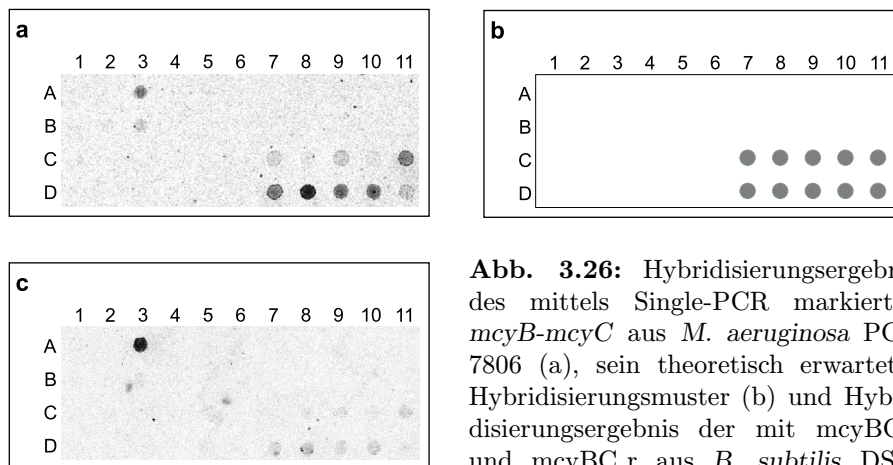 a
1 2 3 4 5 6 7 8 9 10 11
A
B
C
D
b
1 2 3 4 5 6 7 8 9 10 11
A
B
C
D
c
1 2 3 4 5 6 7 8 9 10 11
A
B
C
D
Abb. 3.26: Hybridisierungsergebn
des mittels Single-PCR markiert
mcyB-mcyC aus M. aeruginosa PC
7806 (a), sein theoretisch erwartet
Hybridisierungsmuster (b) und Hyb
disierungsergebnis der mit mcyBC
und mcyBC r aus B. subtilis DS